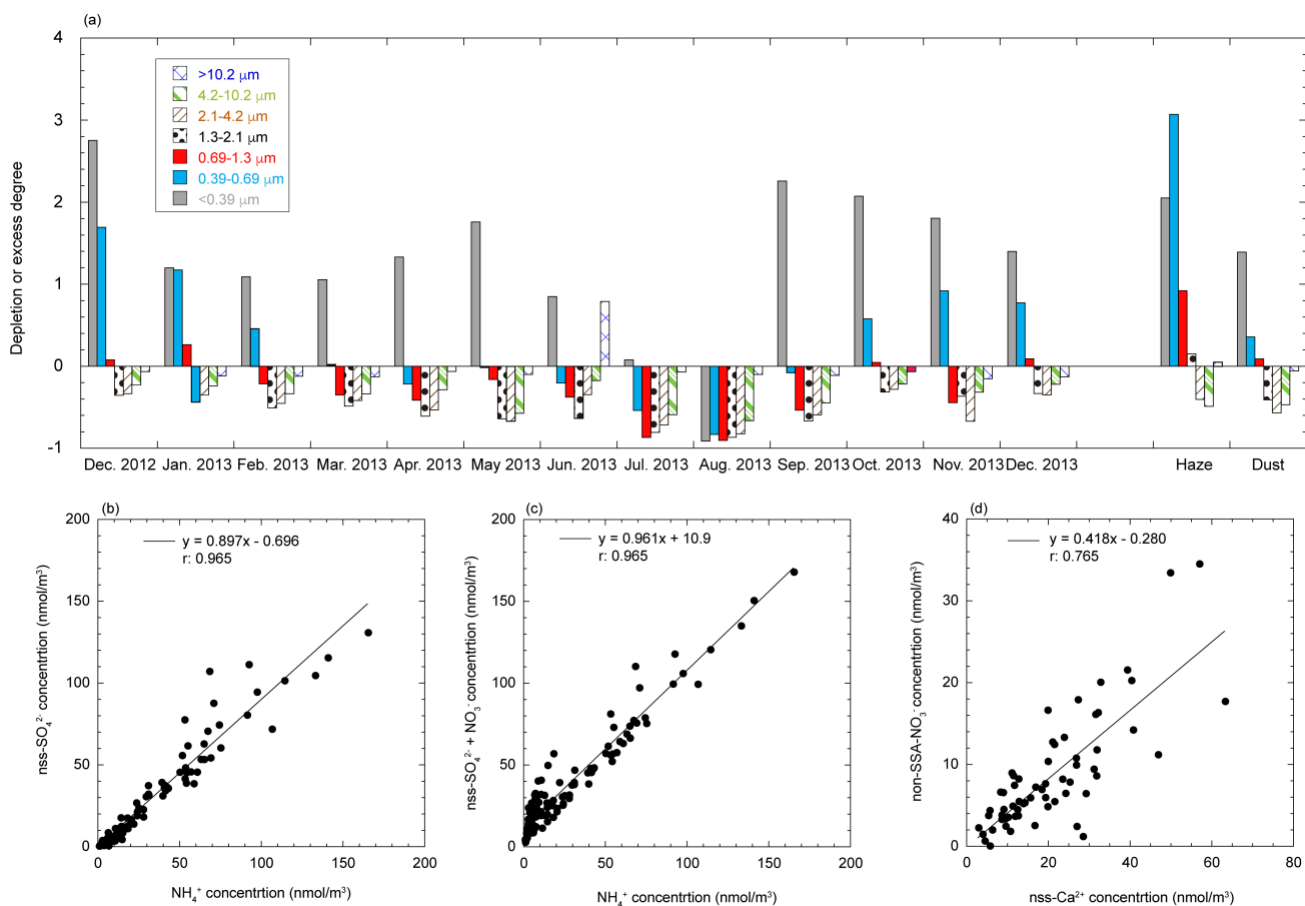 (a)
4
3
2
1
0
-1
Depletion or excess degree
>10.2 μm
4.2-10.2 μm
2.1-4.2 μm
1.3-2.1 μm
0.69-1.3 μm
0.39-0.69 μm
<0.39 μm
Dec. 2012 Jan. 2013 Feb. 2013 Mar. 2013 Apr. 2013 May 2013 Jun. 2013 Jul. 2013 Aug. 2013 Sep. 2013 Oct. 2013 Nov. 2013 Dec. 2013 Haze Dust
(b)
y = 0.897x - 0.696
r: 0.965
200
150
100
50
0
nss-SO₄²⁻ concentrtion (nmol/m³)
0 50 100 150 200
NH₄⁺ concentrtion (nmol/m³)
(c)
y = 0.961x + 10.9
r: 0.965
200
150
100
50
0
nss-SO₄²⁻ + NO₃⁻ concentrtion (nmol/m³)
0 50 100 150 200
NH₄⁺ concentrtion (nmol/m³)
(d)
y = 0.418x - 0.280
r: 0.765
40
30
20
10
0
non-SSA-NO₃⁻ concentrtion (nmol/m³)
0 20 40 60 80
nss-Ca²⁺ concentrtion (nmol/m³)